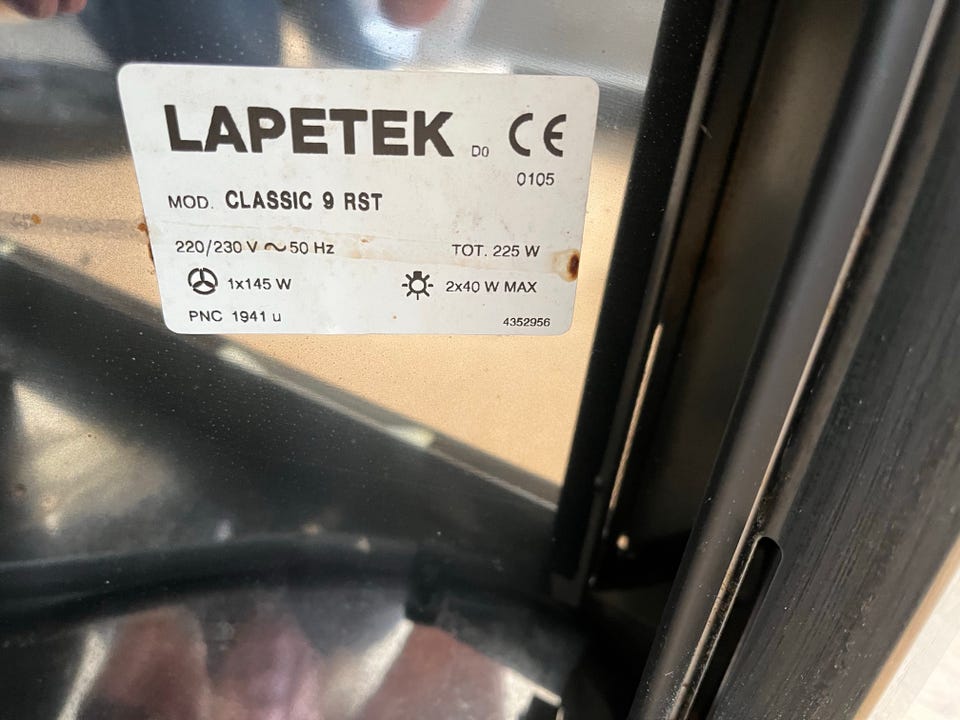 LAPETEK D0 CE
0105
MOD. CLASSIC 9 RST
220/230 V ~ 50 Hz TOT. 225 W
1x145 W 2x40 W MAX
PNC 1941 u 4352956